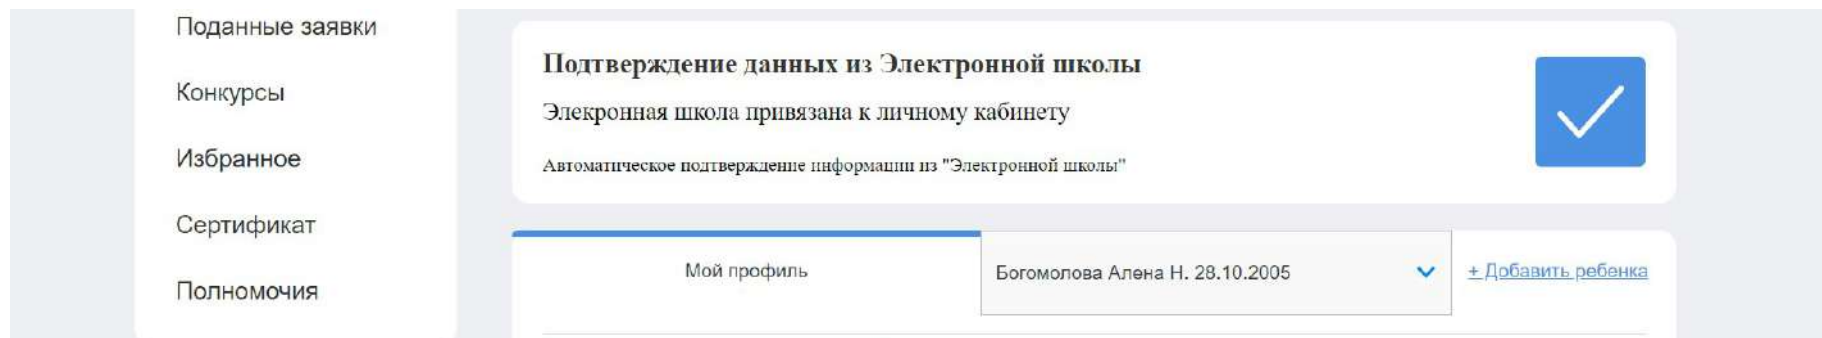 Поданные заявки
Конкурсы
Избранное
Сертификат
Полномочия
Подтверждение данных из Электронной школы
Элекронная школа привязана к личному кабинету
Автоматическое подтверждение информации из "Электронной школы"
Мой профиль
Богомолова Алена Н. 28.10.2005
+ Добавить ребенка